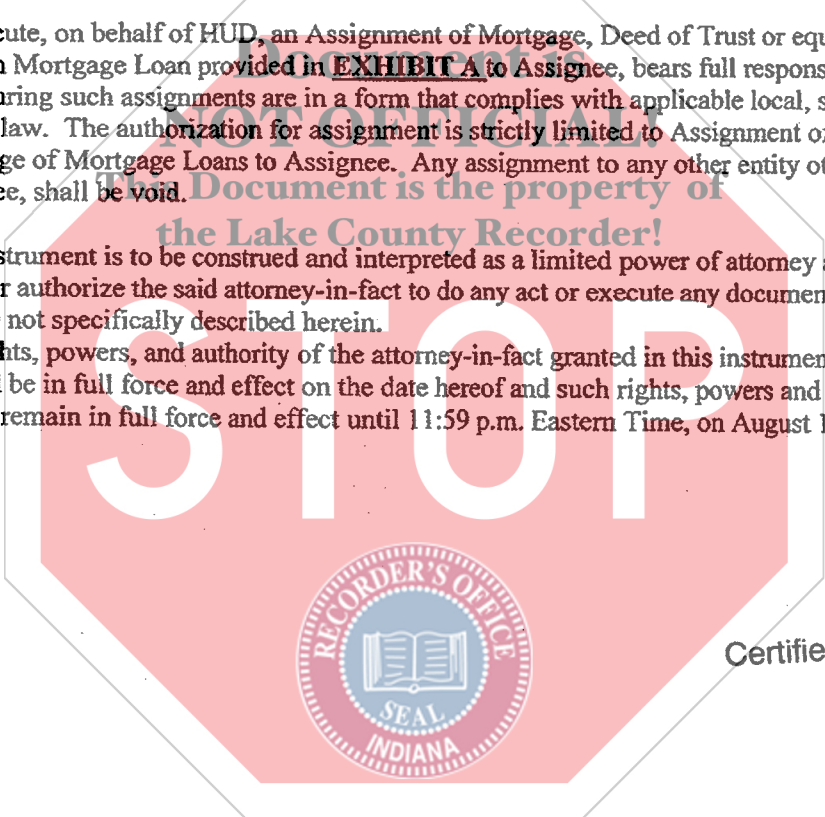 cute, on behalf of HUD, an Assignment of Mortgage, Deed of Trust or equ
Document is
n Mortgage Loan provided in EXHIBIT A to Assignee, bears full respons
uring such assignments are in a form that complies with applicable local, s
NOT OFFICIAL!
law. The authorization for assignment is strictly limited to Assignment o
ge of Mortgage Loans to Assignee. Any assignment to any other entity ot
This Document is the property of
ee, shall be void.
the Lake County Recorder!
strument is to be construed and interpreted as a limited power of attorney
r authorize the said attorney-in-fact to do any act or execute any documen
not specifically described herein.
hts, powers, and authority of the attorney-in-fact granted in this instrumen
be in full force and effect on the date hereof and such rights, powers and
remain in full force and effect until 11:59 p.m. Eastern Time, on August 1
STOP
RECORDER'S OFFICE
SEAL
INDIANA
Certifie